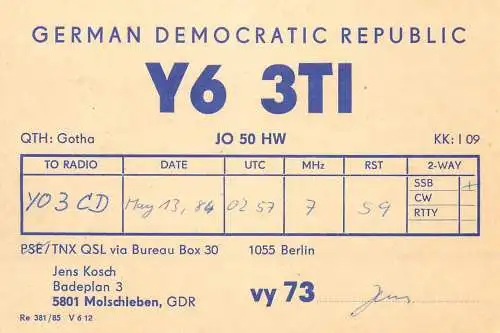 GERMAN DEMOCRATIC REPUBLIC
Y6 3TI
QTH: Gotha JO 50 HW KK: I 09
TO RADIO DATE UTC MHz RST 2-WAY
YO3CD May 13, 84 02 57 7 59 SSB +
CW
RTTY
PSE/TNX QSL via Bureau Box 30 1055 Berlin
Jens Kosch
Badeplan 3
5801 Molschleben, GDR vy 73 Jens
Re 381/85 V 6 12